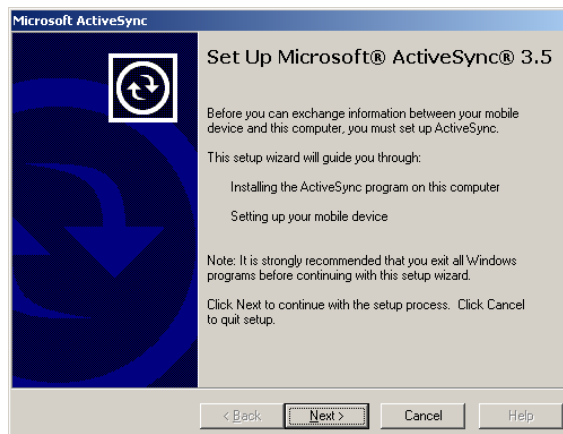 Microsoft ActiveSync
Set Up Microsoft® ActiveSync® 3.5
Before you can exchange information between your mobile
device and this computer, you must set up ActiveSync.
This setup wizard will guide you through:
Installing the ActiveSync program on this computer
Setting up your mobile device
Note: It is strongly recommended that you exit all Windows
programs before continuing with this setup wizard.
Click Next to continue with the setup process. Click Cancel
to quit setup.
< Back Next > Cancel Help